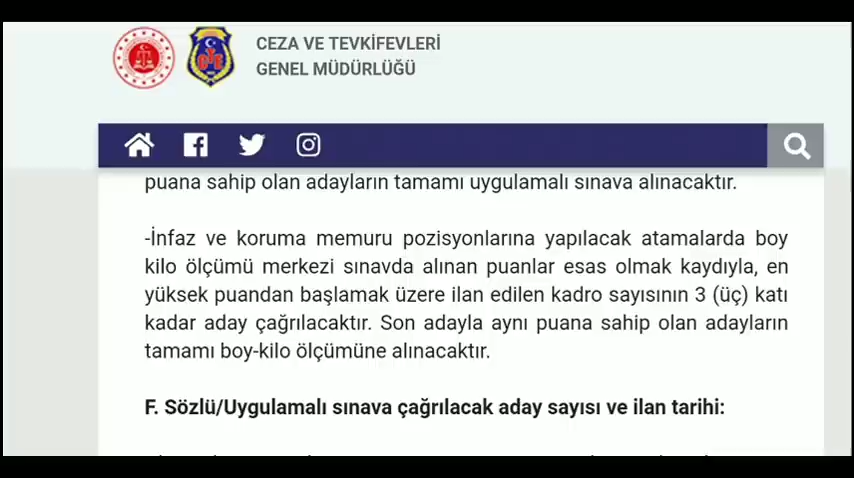 CEZA VE TEVKİFEVLERİ
GENEL MÜDÜRLÜĞÜ
puana sahip olan adayların tamamı uygulamalı sınava alınacaktır.
-İnfaz ve koruma memuru pozisyonlarına yapılacak atamalarda boy
kilo ölçümü merkezi sınavda alınan puanlar esas olmak kaydıyla, en
yüksek puandan başlamak üzere ilan edilen kadro sayısının 3 (üç) katı
kadar aday çağrılacaktır. Son adayla aynı puana sahip olan adayların
tamamı boy-kilo ölçümüne alınacaktır.
F. Sözlü/Uygulamalı sınava çağrılacak aday sayısı ve ilan tarihi: